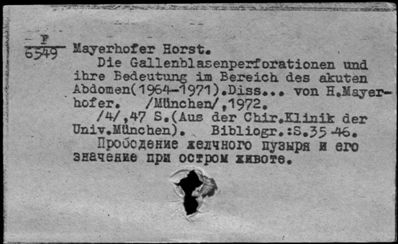 F
6549
Mayerhofer Horst.
Die Gallenblasenperforationen und
ihre Bedeutung im Bereich des akuten
Abdomen(1964-1971).Diss... von H.Mayer-
hofer. /München/,1972.
/4/,47 S.(Aus der Chir.Klinik der
Univ.München). Bibliogr.:S.35-46.
Прободение желчного пузыря и его
значение при остром животе.